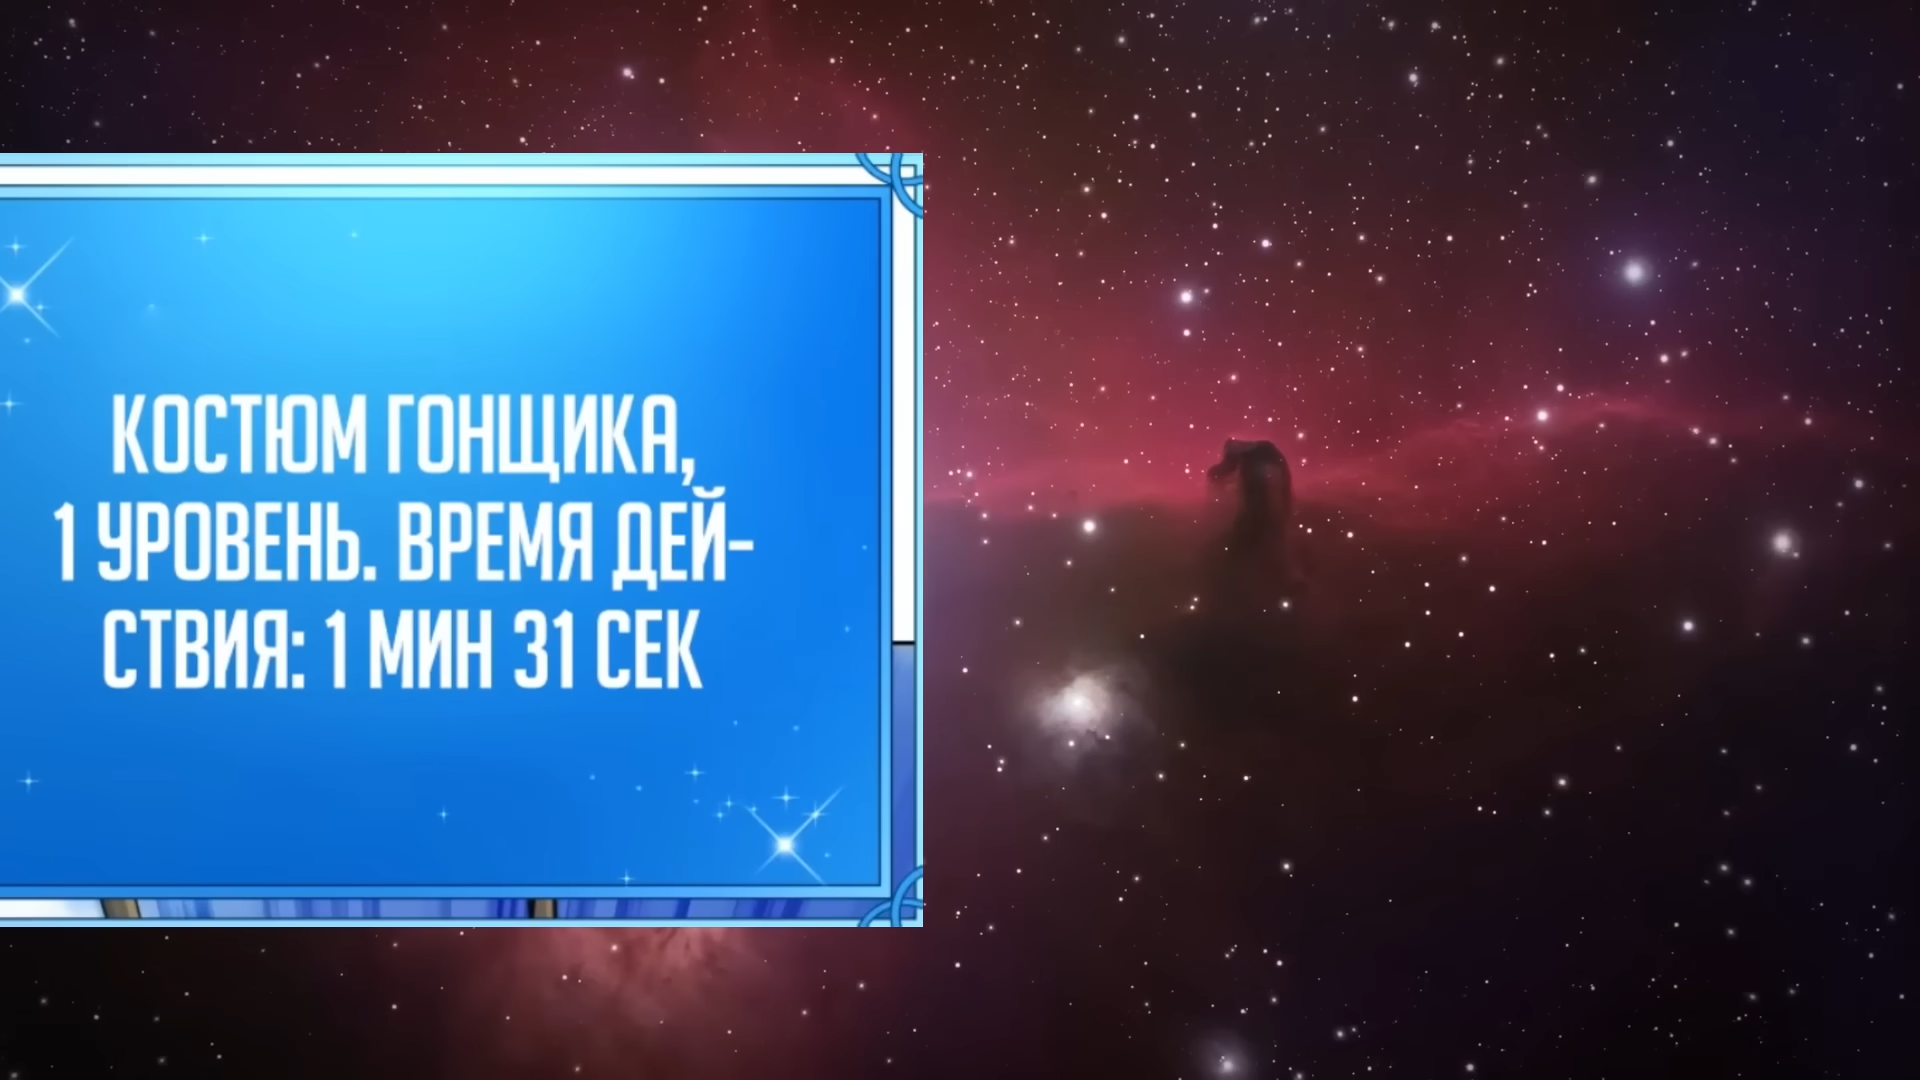 КОСТЮМ ГОНЩИКА,
1 УРОВЕНЬ. ВРЕМЯ ДЕЙ-
СТВИЯ: 1 МИН 31 СЕК